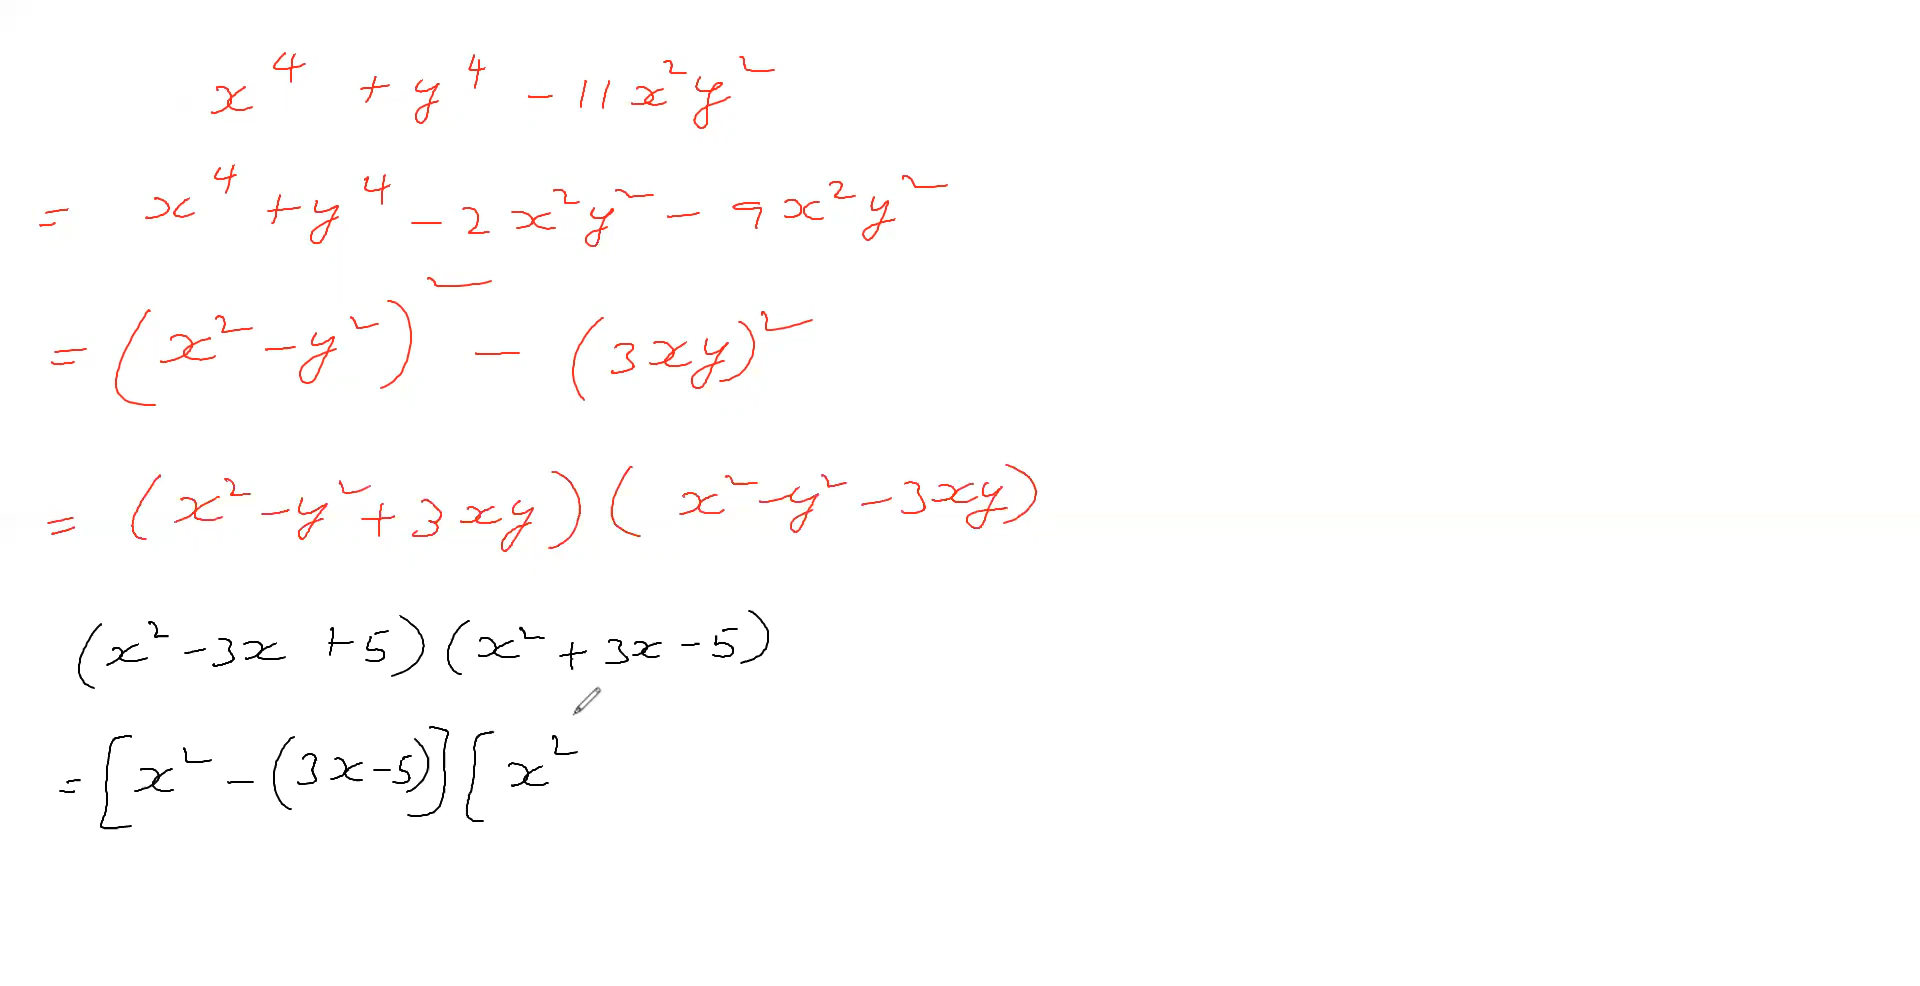 x⁴ + y⁴ - 11x²y²
= x⁴ + y⁴ - 2x²y² - 9x²y²
= (x² - y²)² - (3xy)²
= (x² - y² + 3xy)(x² - y² - 3xy)
(x² - 3x + 5)(x² + 3x - 5)
= [x² - (3x - 5)][x²